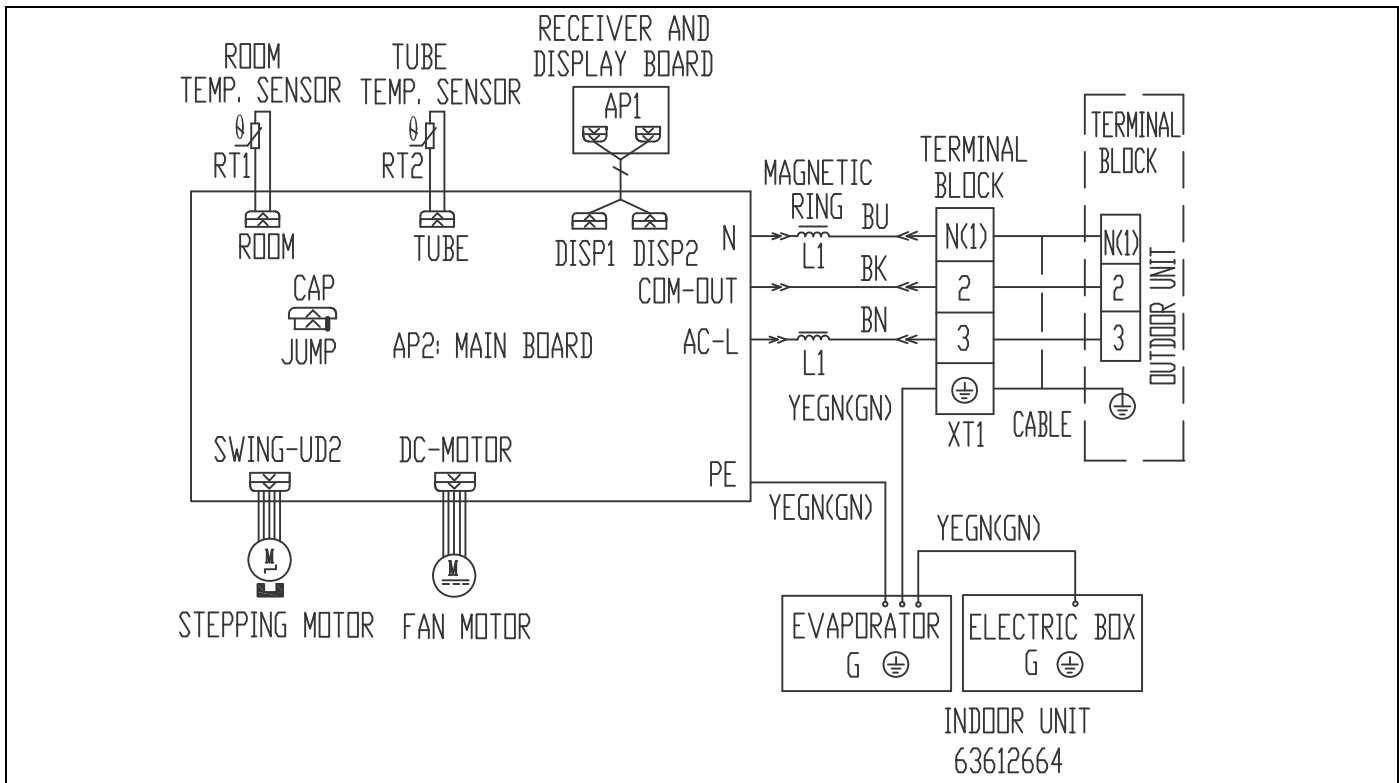 ROOM
TEMP. SENSOR
TUBE
TEMP. SENSOR
RECEIVER AND
DISPLAY BOARD
AP1
RT1
RT2
ROOM
TUBE
DISP1 DISP2
CAP
JUMP
AP2: MAIN BOARD
N
COM-OUT
AC-L
PE
MAGNETIC
RING
L1
L1
BU
BK
BN
YEGN(GN)
TERMINAL
BLOCK
N(1)
2
3
XT1
CABLE
TERMINAL
BLOCK
N(1)
2
3
OUTDOOR UNIT
SWING-UD2
DC-MOTOR
M
M
STEPPING MOTOR
FAN MOTOR
YEGN(GN)
YEGN(GN)
EVAPORATOR
G
ELECTRIC BOX
G
INDOOR UNIT
63612664